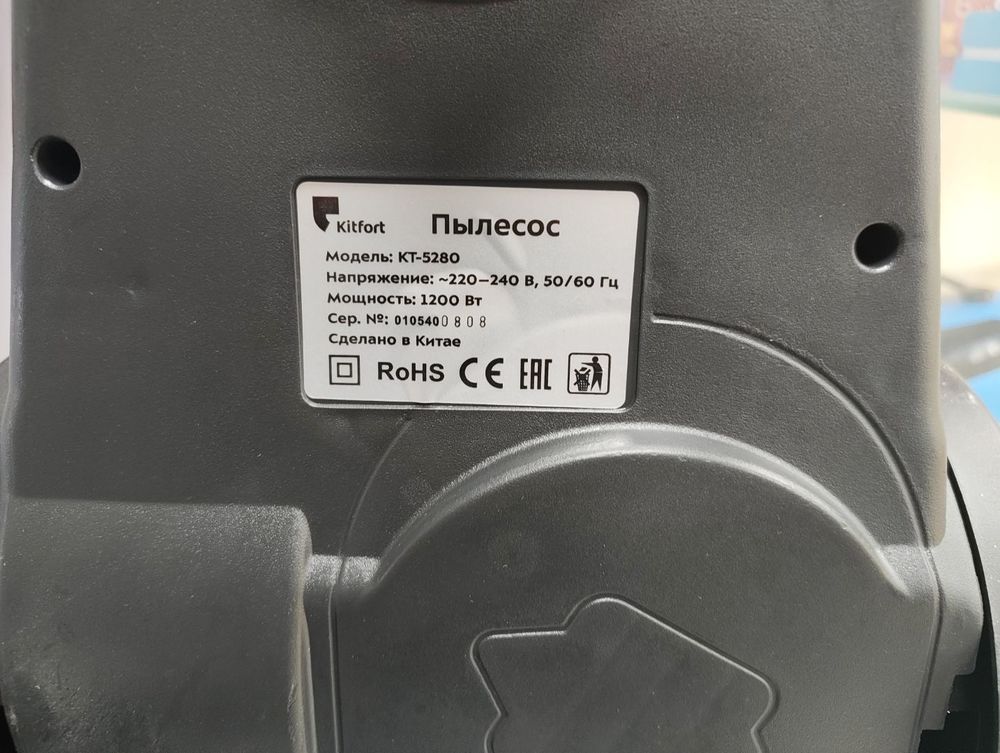 Kitfort Пылесос
Модель: КТ-5280
Напряжение: ~220–240 В, 50/60 Гц
Мощность: 1200 Вт
Сер. №: 0105400808
Сделано в Китае
RoHS CE EAC